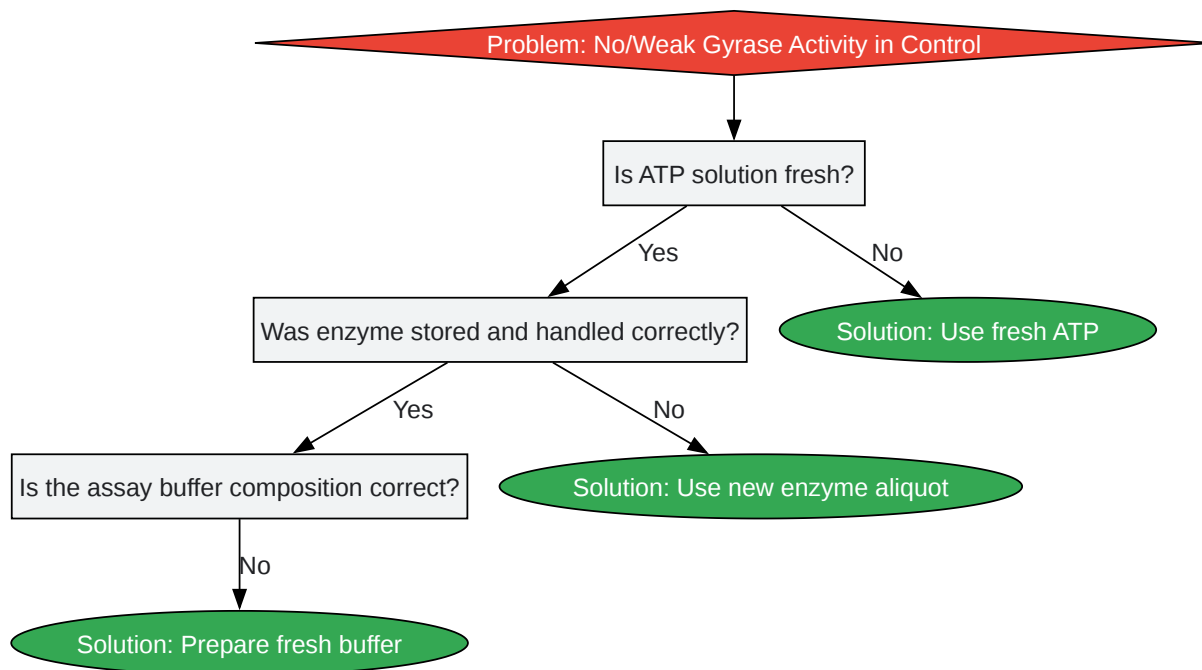 Problem: No/Weak Gyrase Activity in Control
Is ATP solution fresh?
Yes
No
Was enzyme stored and handled correctly?
Solution: Use fresh ATP
Yes
No
Is the assay buffer composition correct?
Solution: Use new enzyme aliquot
No
Solution: Prepare fresh buffer